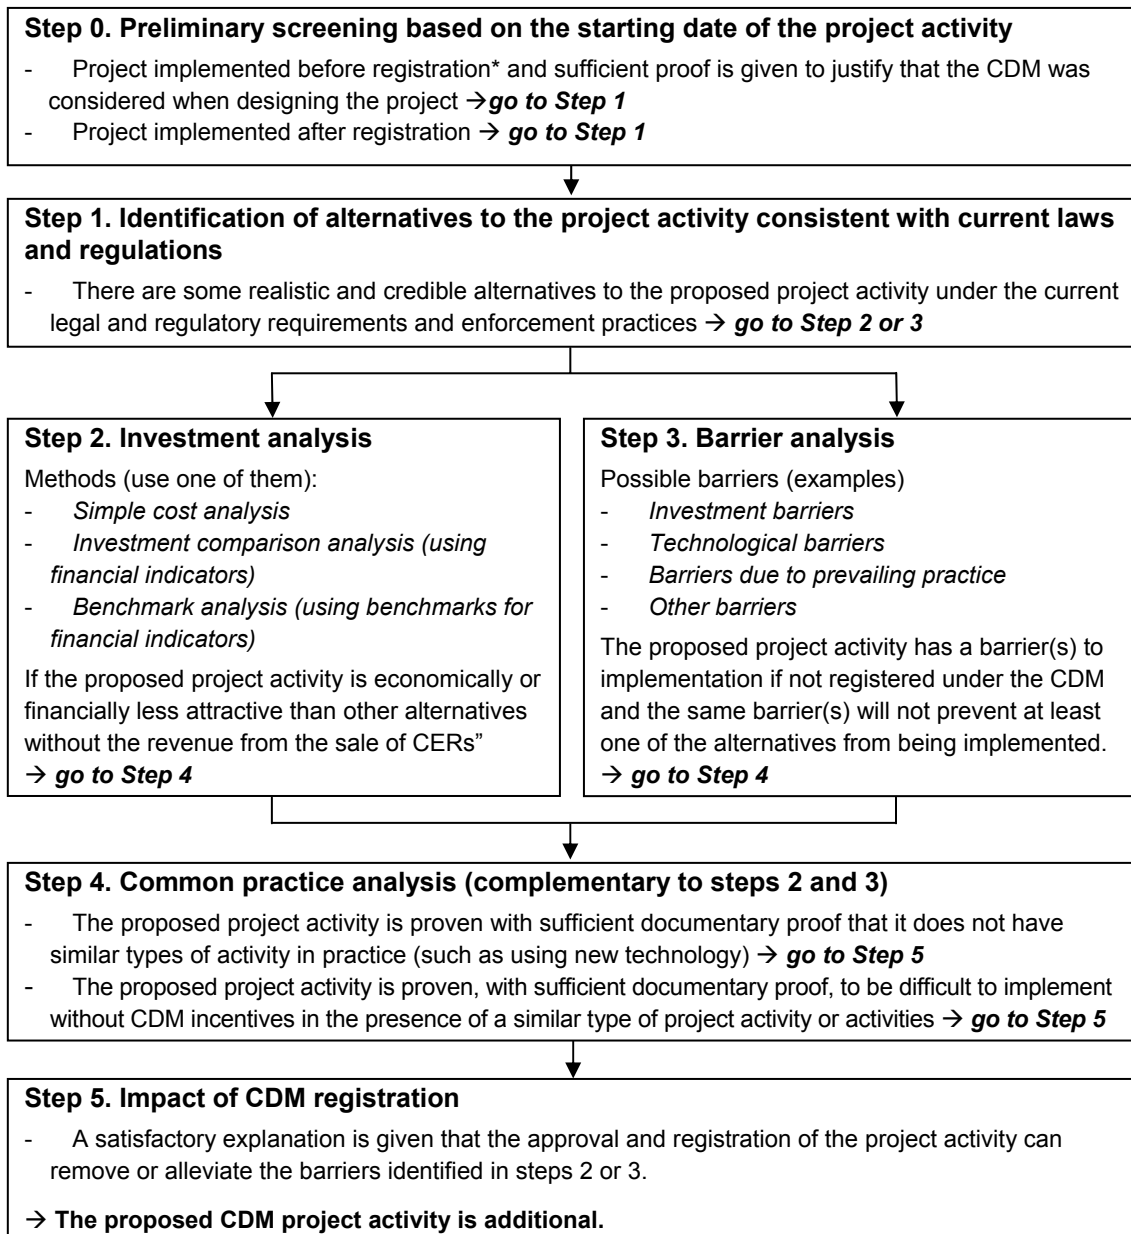 Step 0. Preliminary screening based on the starting date of the project activity
- Project implemented before registration* and sufficient proof is given to justify that the CDM was
considered when designing the project → go to Step 1
- Project implemented after registration → go to Step 1
Step 1. Identification of alternatives to the project activity consistent with current laws
and regulations
- There are some realistic and credible alternatives to the proposed project activity under the current
legal and regulatory requirements and enforcement practices → go to Step 2 or 3
Step 2. Investment analysis
Methods (use one of them):
- Simple cost analysis
- Investment comparison analysis (using
financial indicators)
- Benchmark analysis (using benchmarks for
financial indicators)
If the proposed project activity is economically or
financially less attractive than other alternatives
without the revenue from the sale of CERs”
→ go to Step 4
Step 3. Barrier analysis
Possible barriers (examples)
- Investment barriers
- Technological barriers
- Barriers due to prevailing practice
- Other barriers
The proposed project activity has a barrier(s) to
implementation if not registered under the CDM
and the same barrier(s) will not prevent at least
one of the alternatives from being implemented.
→ go to Step 4
Step 4. Common practice analysis (complementary to steps 2 and 3)
- The proposed project activity is proven with sufficient documentary proof that it does not have
similar types of activity in practice (such as using new technology) → go to Step 5
- The proposed project activity is proven, with sufficient documentary proof, to be difficult to implement
without CDM incentives in the presence of a similar type of project activity or activities → go to Step 5
Step 5. Impact of CDM registration
- A satisfactory explanation is given that the approval and registration of the project activity can
remove or alleviate the barriers identified in steps 2 or 3.
→ The proposed CDM project activity is additional.